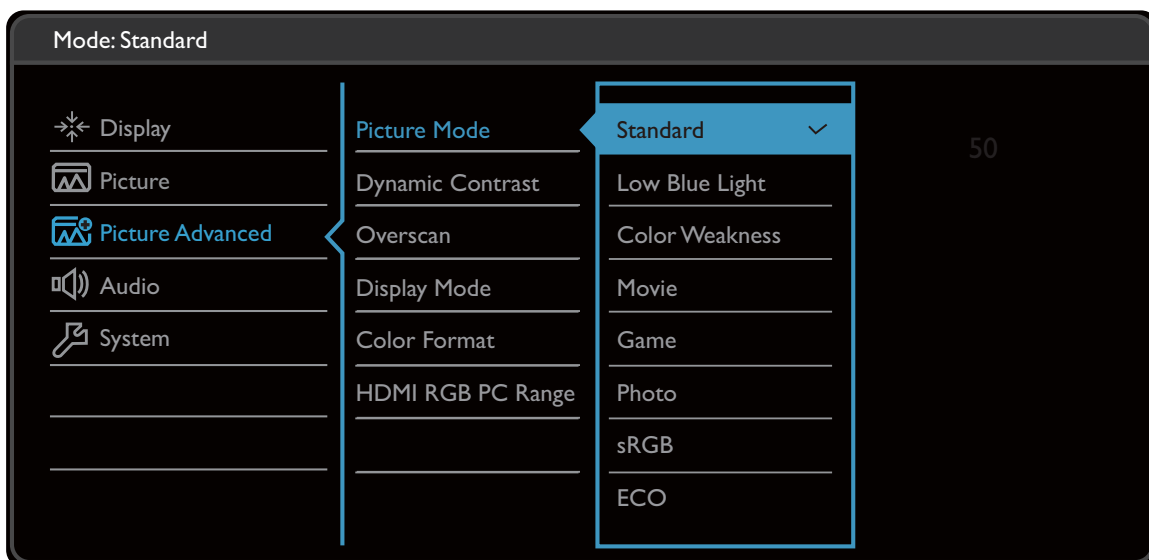 Mode: Standard
Display
Picture
Picture Advanced
Audio
System
Picture Mode
Dynamic Contrast
Overscan
Display Mode
Color Format
HDMI RGB PC Range
Standard
Low Blue Light
Color Weakness
Movie
Game
Photo
sRGB
ECO
50